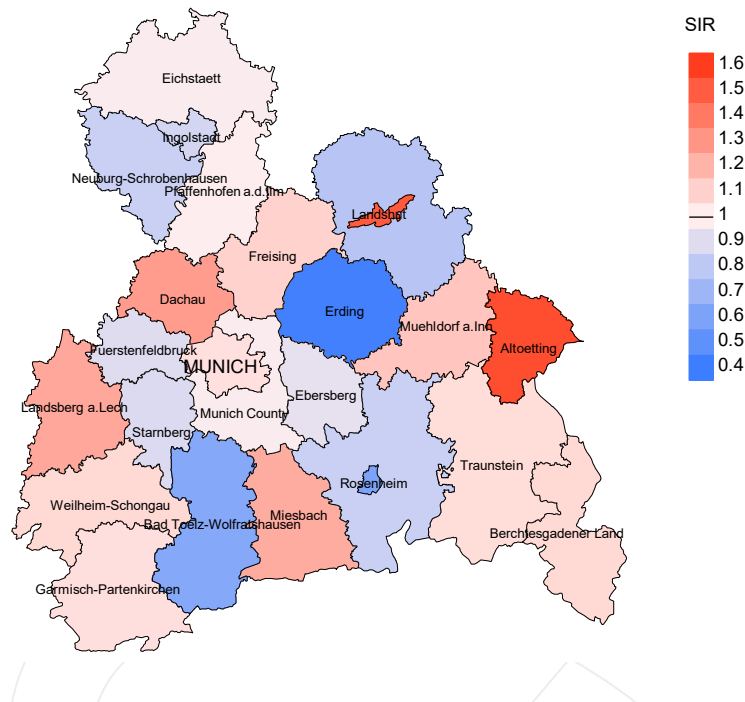 SIR
1.6
1.5
1.4
1.3
1.2
1.1
1
0.9
0.8
0.7
0.6
0.5
0.4
Eichstaett
Ingolstadt
Neuburg-Schrobenhausen
Pfaffenhofen a.d.Ilm
Landshut
Freising
Dachau
Erding
Muehldorf a.Inn
Altoetting
Fuerstenfeldbruck
MUNICH
Ebersberg
Landsberg a.Lech
Munich County
Starnberg
Traunstein
Rosenheim
Weilheim-Schongau
Miesbach
Bad Toelz-Wolfratshausen
Berchtesgadener Land
Garmisch-Partenkirchen